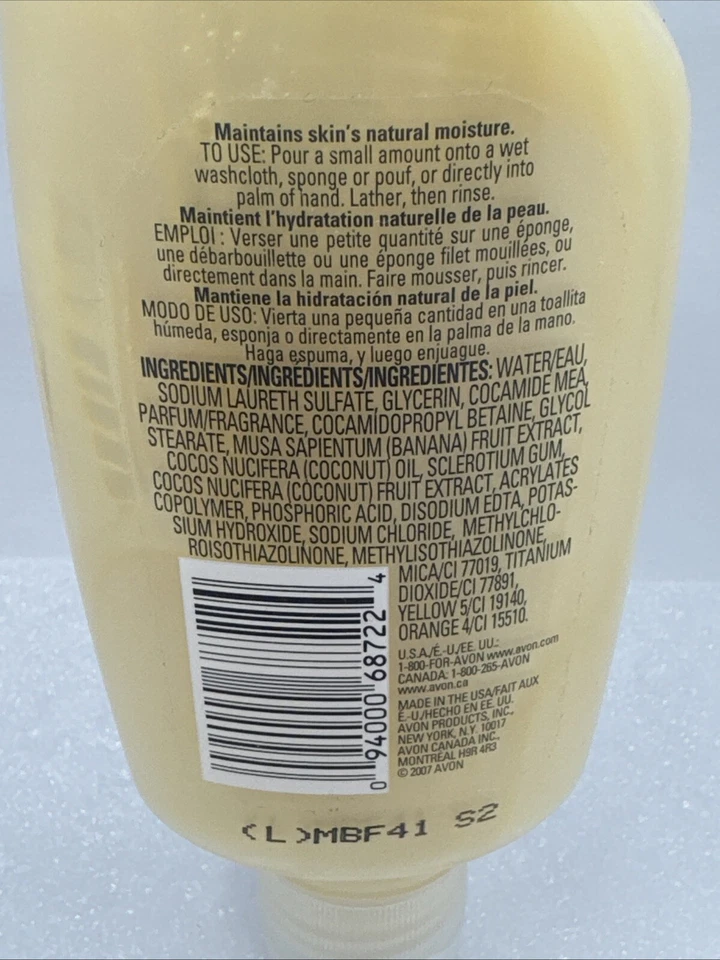 Maintains skin's natural moisture.
TO USE: Pour a small amount onto a wet
washcloth, sponge or pouf, or directly into
palm of hand. Lather, then rinse.
Maintient l'hydratation naturelle de la peau.
EMPLOI : Verser une petite quantité sur une éponge,
une débarbouillette ou une éponge filet mouillées, ou
directement dans la main. Faire mousser, puis rincer.
Mantiene la hidratación natural de la piel.
MODO DE USO: Vierta una pequeña cantidad en una toallita
húmeda, esponja o directamente en la palma de la mano.
Haga espuma, y luego enjuague.
INGREDIENTS/INGRÉDIENTS/INGREDIENTES: WATER/EAU,
SODIUM LAURETH SULFATE, GLYCERIN, COCAMIDE MEA,
PARFUM/FRAGRANCE, COCAMIDOPROPYL BETAINE, GLYCOL
STEARATE, MUSA SAPIENTUM (BANANA) FRUIT EXTRACT,
COCOS NUCIFERA (COCONUT) OIL, SCLEROTIUM GUM,
COCOS NUCIFERA (COCONUT) FRUIT EXTRACT, ACRYLATES
COPOLYMER, PHOSPHORIC ACID, DISODIUM EDTA, POTAS-
SIUM HYDROXIDE, SODIUM CHLORIDE, METHYLCHLO-
ROISOTHIAZOLINONE, METHYLISOTHIAZOLINONE,
MICA/CI 77019, TITANIUM
DIOXIDE/CI 77891,
YELLOW 5/CI 19140,
ORANGE 4/CI 15510.
U.S.A./É.-U./EE. UU.:
1-800-FOR-AVON www.avon.com
CANADA: 1-800-265-AVON
www.avon.ca
MADE IN THE USA/FAIT AUX
É.-U./HECHO EN EE. UU.
AVON PRODUCTS, INC.,
NEW YORK, N.Y. 10017
AVON CANADA INC.,
MONTRÉAL H9R 4R3
© 2007 AVON
0 94000 68722 4
(L)MBF41 S2